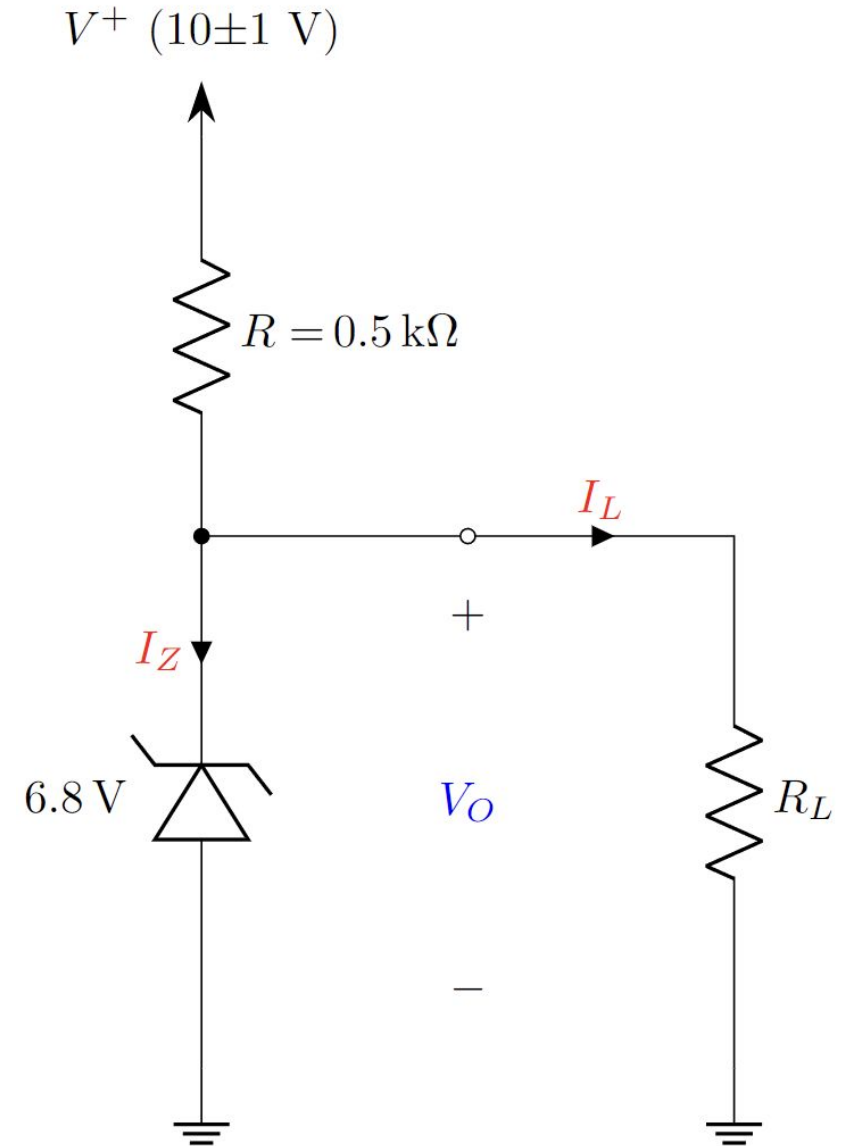 V⁺ (10±1 V)
R = 0.5 kΩ
I_L
+
I_Z
6.8 V
V_O
R_L
−